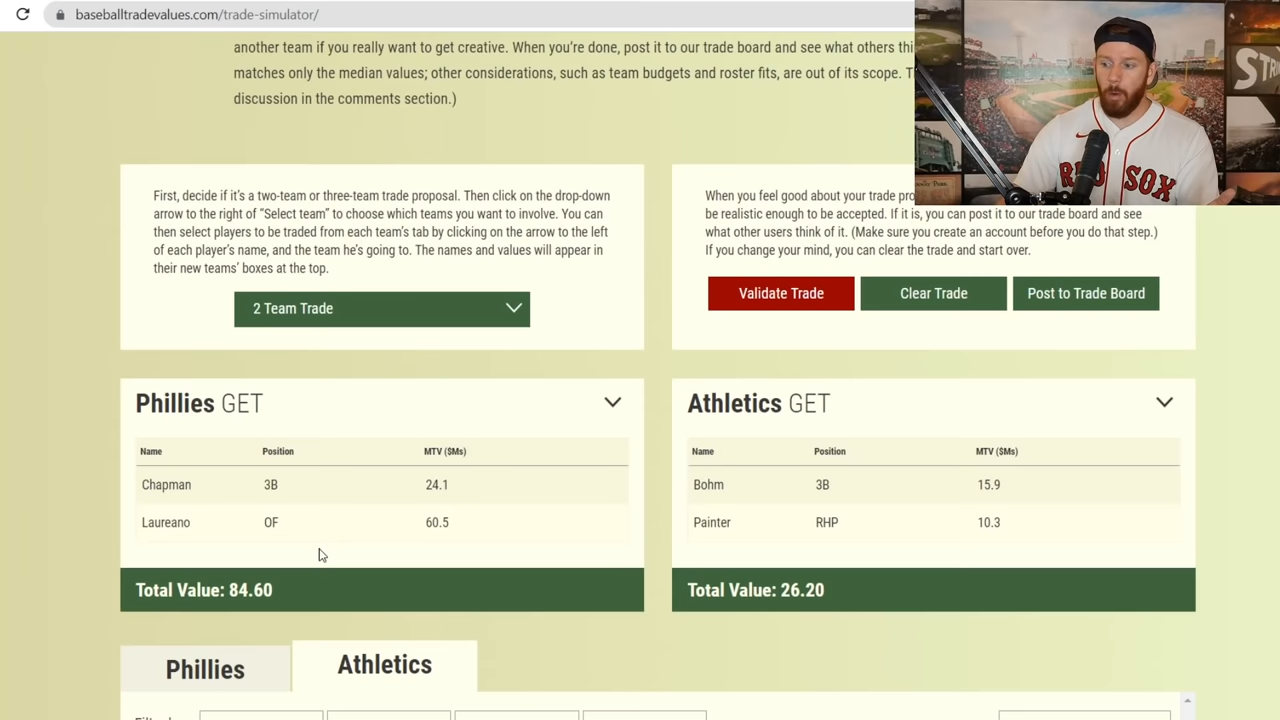 baseballtradevalues.com/trade-simulator/
another team if you really want to get creative. When you're done, post it to our trade board and see what others
matches only the median values; other considerations, such as team budgets and roster fits, are out of its scope.
discussion in the comments section.)
First, decide if it's a two-team or three-team trade proposal. Then click on the drop-down
arrow to the right of "Select team" to choose which teams you want to involve. You can
then select players to be traded from each team's tab by clicking on the arrow to the left
of each player's name, and the team he's going to. The names and values will appear in
their new teams' boxes at the top.
2 Team Trade
When you feel good about your trade
be realistic enough to be accepted. If it is, you can post it to our trade board and see
what other users think of it. (Make sure you create an account before you do that step.)
If you change your mind, you can clear the trade and start over.
Validate Trade Clear Trade Post to Trade Board
RED SOX
Phillies GET
Name Position MTV ($Ms)
Chapman 3B 24.1
Laureano OF 60.5
Total Value: 84.60
Athletics GET
Name Position MTV ($Ms)
Bohm 3B 15.9
Painter RHP 10.3
Total Value: 26.20
Phillies Athletics